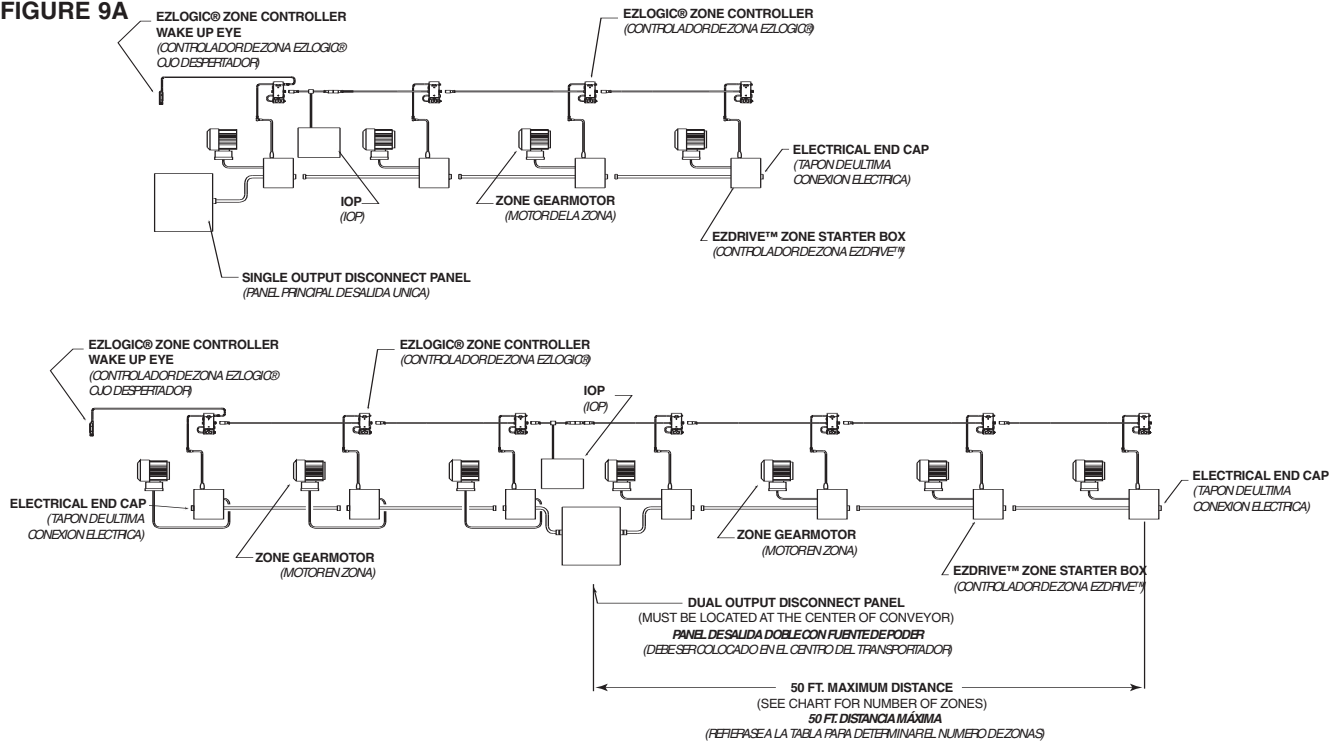 FIGURE 9A
EZLOGIC® ZONE CONTROLLER
WAKE UP EYE
(CONTROLADOR DE ZONA EZLOGIC®
OJO DESPERTADOR)
EZLOGIC® ZONE CONTROLLER
(CONTROLADOR DE ZONA EZLOGIC®)
ELECTRICAL END CAP
(TAPON DE ULTIMA
CONEXION ELECTRICA)
IOP
(IOP)
ZONE GEARMOTOR
(MOTOR DE LA ZONA)
EZDRIVE™ ZONE STARTER BOX
(CONTROLADOR DE ZONA EZDRIVE™)
SINGLE OUTPUT DISCONNECT PANEL
(PANEL PRINCIPAL DE SALIDA UNICA)
EZLOGIC® ZONE CONTROLLER
WAKE UP EYE
(CONTROLADOR DE ZONA EZLOGIC®
OJO DESPERTADOR)
EZLOGIC® ZONE CONTROLLER
(CONTROLADOR DE ZONA EZLOGIC®)
IOP
(IOP)
ELECTRICAL END CAP
(TAPON DE ULTIMA
CONEXION ELECTRICA)
ELECTRICAL END CAP
(TAPON DE ULTIMA
CONEXION ELECTRICA)
ZONE GEARMOTOR
(MOTOR EN ZONA)
ZONE GEARMOTOR
(MOTOR EN ZONA)
EZDRIVE™ ZONE STARTER BOX
(CONTROLADOR DE ZONA EZDRIVE™)
DUAL OUTPUT DISCONNECT PANEL
(MUST BE LOCATED AT THE CENTER OF CONVEYOR)
PANEL DE SALIDA DOBLE CON FUENTE DE PODER
(DEBE SER COLOCADO EN EL CENTRO DEL TRANSPORTADOR)
50 FT. MAXIMUM DISTANCE
(SEE CHART FOR NUMBER OF ZONES)
50 FT. DISTANCIA MÁXIMA
(REFIERASE A LA TABLA PARA DETERMINAR EL NUMERO DE ZONAS)